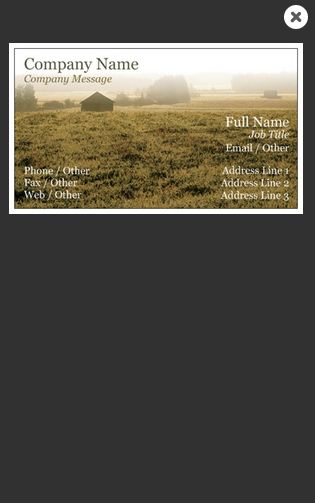 Company Name
Company Message
Full Name
Job Title
Email / Other
Phone / Other
Fax / Other
Web / Other
Address Line 1
Address Line 2
Address Line 3